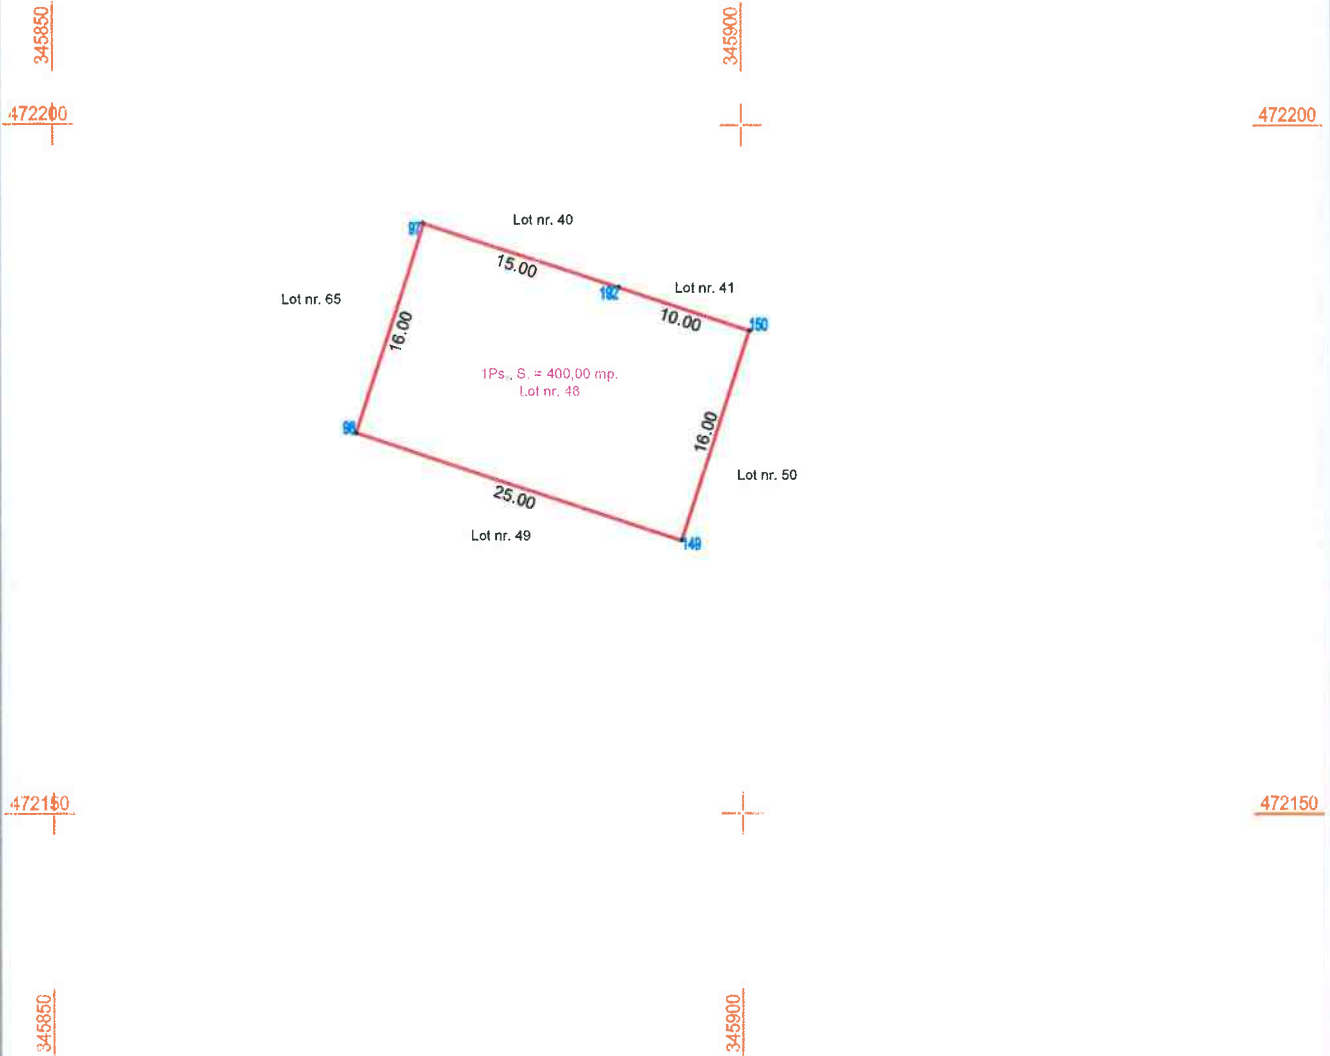 345850
345900
472200
472200
Lot nr. 40
97
15.00
Lot nr. 41
192
Lot nr. 65
10.00
150
16.00
1Ps., S. = 400,00 mp.
Lot nr. 48
16.00
98
Lot nr. 50
25.00
Lot nr. 49
149
472150
472150
345850
345900